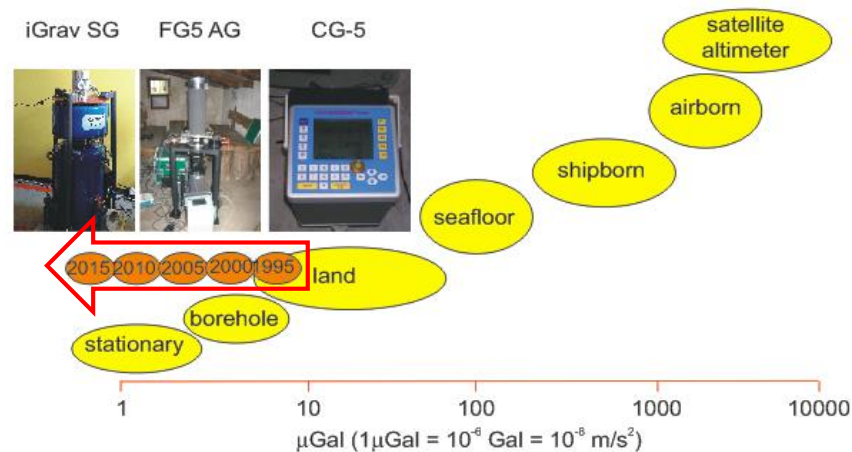 iGrav SG FG5 AG CG-5
satellite
altimeter
airborn
shipborn
seafloor
2015 2010 2005 2000 1995 land
borehole
stationary
1 10 100 1000 10000
μGal (1μGal = 10⁻⁶ Gal = 10⁻⁸ m/s²)